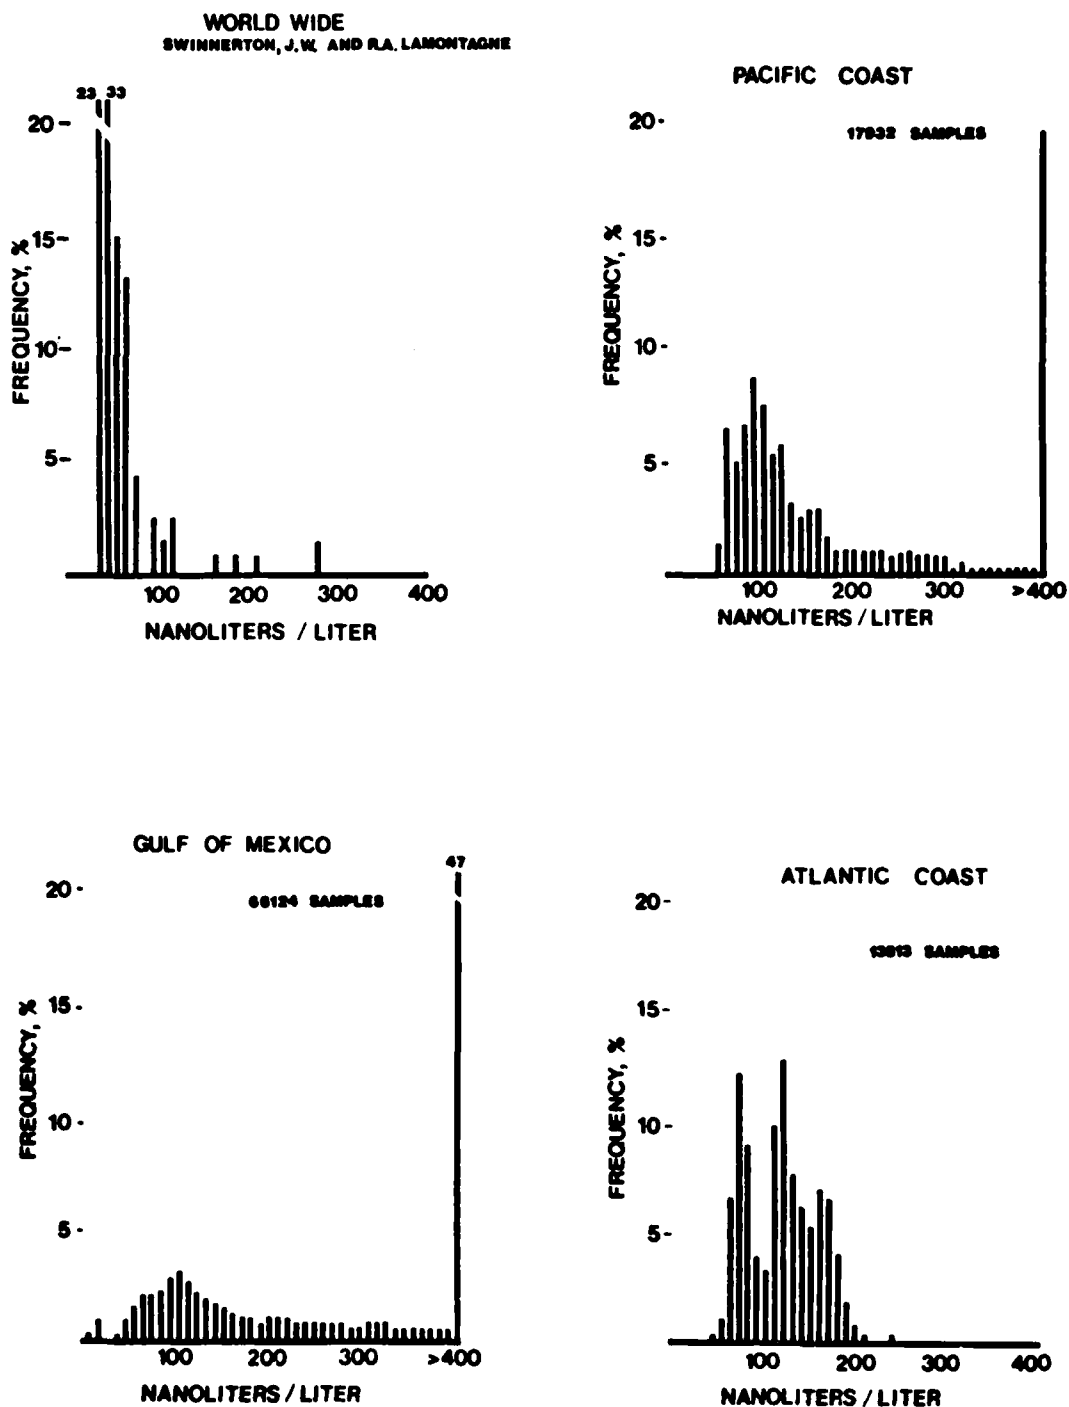 WORLD WIDE
SWINNERTON, J.W. AND R.A. LAMONTAGNE
23 33
20
15
10
5
FREQUENCY, %
100 200 300 400
NANOLITERS / LITER
PACIFIC COAST
17932 SAMPLES
20
15
10
5
FREQUENCY, %
100 200 300 >400
NANOLITERS / LITER
GULF OF MEXICO
47
66124 SAMPLES
20
15
10
5
FREQUENCY, %
100 200 300 >400
NANOLITERS / LITER
ATLANTIC COAST
SAMPLES
20
15
10
5
FREQUENCY, %
100 200 300 400
NANOLITERS / LITER